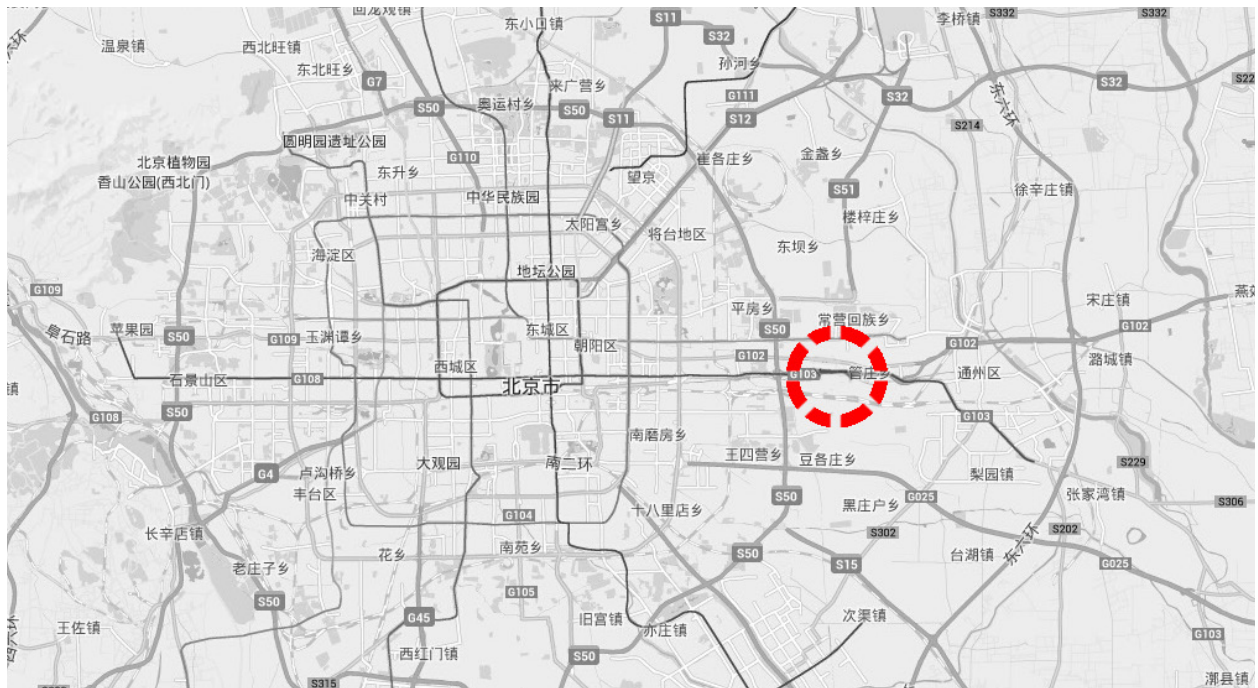 回龙观镇
东小口镇
S11
李桥镇
S332
S332
东六环
温泉镇
西北旺镇
S32
孙河乡
东北旺乡
G7
来广营乡
S32
S32
东六环
G111
奥运村乡
S50
S50
S11
S12
S214
圆明园遗址公园
G110
北京植物园
香山公园(西北门)
东升乡
崔各庄乡
金盏乡
望京
中关村
中华民族园
S51
徐辛庄镇
太阳宫乡
楼梓庄乡
将台地区
海淀区
东坝乡
地坛公园
G109
阜石路
苹果园
S50
G109
玉渊谭乡
东城区
平房乡
S50
常营回族乡
宋庄镇
燕郊
G102
朝阳区
G102
G102
潞城镇
石景山区
G108
西城区
北京市
G103
管庄乡
通州区
S50
G108
G103
南磨房乡
大观园
南二环
王四营乡
豆各庄乡
G4
卢沟桥乡
丰台区
梨园镇
S229
S50
G025
张家湾镇
S306
长辛店镇
G104
十八里店乡
黑庄户乡
S302
S202
花乡
南苑乡
S50
台湖镇
东六环
老庄子乡
S15
G025
S50
G105
G45
旧宫镇
次渠镇
王佐镇
亦庄镇
G103
西六环
西红门镇
S50
S315
漷县镇